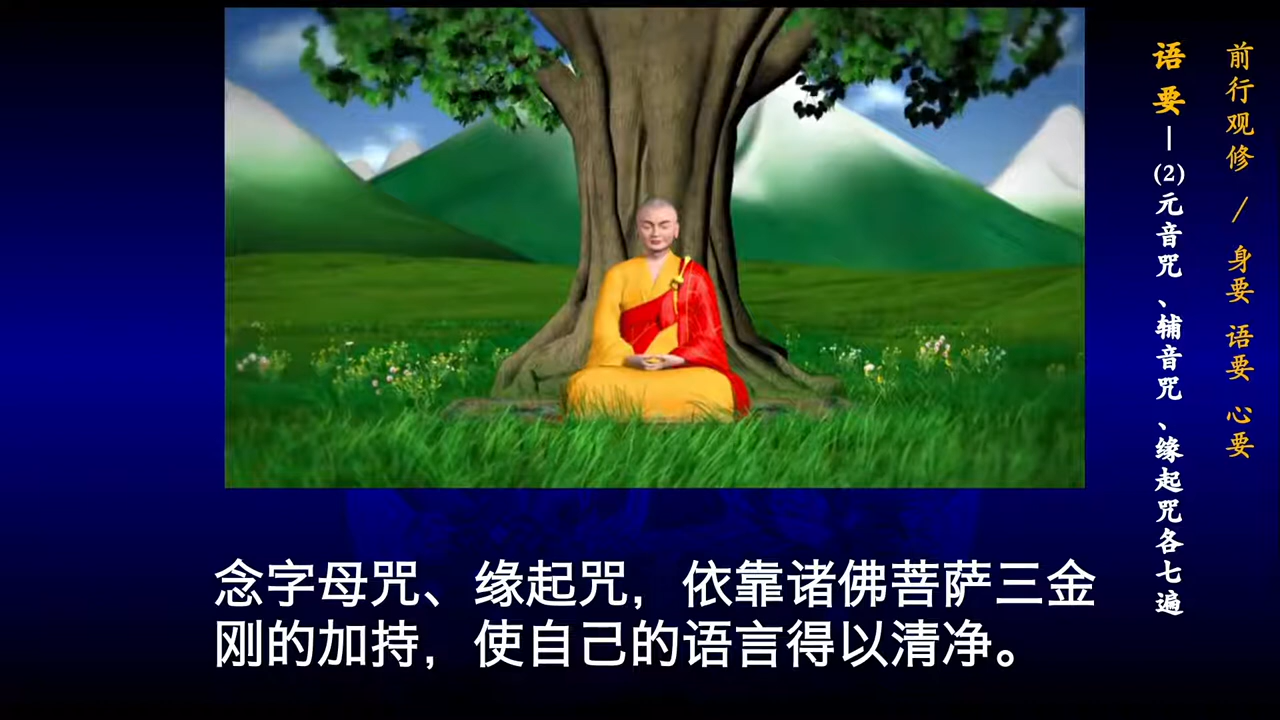 前行观修 / 身要 语要 心要
语要—(2)元音咒、辅音咒、缘起咒各七遍
念字母咒、缘起咒，依靠诸佛菩萨三金
刚的加持，使自己的语言得以清净。